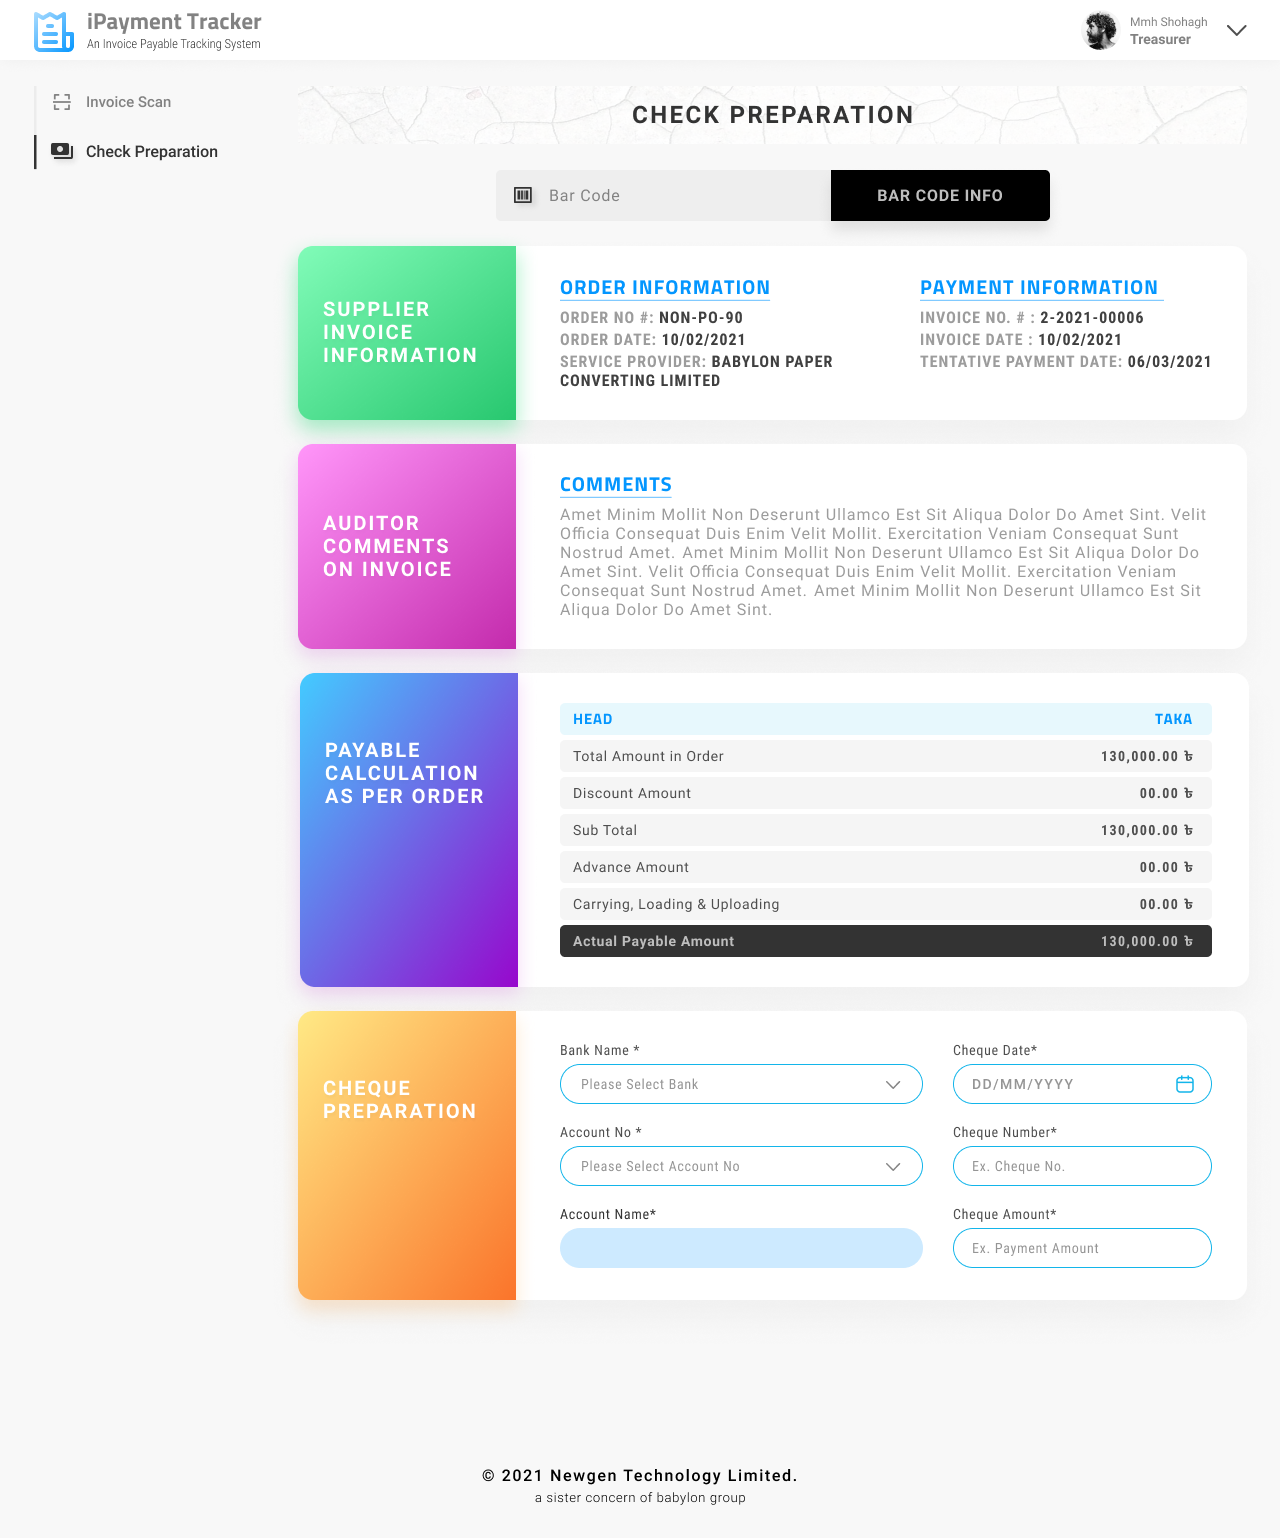 iPayment Tracker
An Invoice Payable Tracking System
Mmh Shohagh
Treasurer
Invoice Scan
Check Preparation
CHECK PREPARATION
Bar Code
BAR CODE INFO
SUPPLIER
INVOICE
INFORMATION
ORDER INFORMATION
ORDER NO #: NON-PO-90
ORDER DATE: 10/02/2021
SERVICE PROVIDER: BABYLON PAPER
CONVERTING LIMITED
PAYMENT INFORMATION
INVOICE NO. # : 2-2021-00006
INVOICE DATE : 10/02/2021
TENTATIVE PAYMENT DATE: 06/03/2021
AUDITOR
COMMENTS
ON INVOICE
COMMENTS
Amet Minim Mollit Non Deserunt Ullamco Est Sit Aliqua Dolor Do Amet Sint. Velit
Officia Consequat Duis Enim Velit Mollit. Exercitation Veniam Consequat Sunt
Nostrud Amet. Amet Minim Mollit Non Deserunt Ullamco Est Sit Aliqua Dolor Do
Amet Sint. Velit Officia Consequat Duis Enim Velit Mollit. Exercitation Veniam
Consequat Sunt Nostrud Amet. Amet Minim Mollit Non Deserunt Ullamco Est Sit
Aliqua Dolor Do Amet Sint.
PAYABLE
CALCULATION
AS PER ORDER
HEAD TAKA
Total Amount in Order 130,000.00 ৳
Discount Amount 00.00 ৳
Sub Total 130,000.00 ৳
Advance Amount 00.00 ৳
Carrying, Loading & Uploading 00.00 ৳
Actual Payable Amount 130,000.00 ৳
CHEQUE
PREPARATION
Bank Name *
Please Select Bank
Cheque Date*
DD/MM/YYYY
Account No *
Please Select Account No
Cheque Number*
Ex. Cheque No.
Account Name*
Cheque Amount*
Ex. Payment Amount
© 2021 Newgen Technology Limited.
a sister concern of babylon group